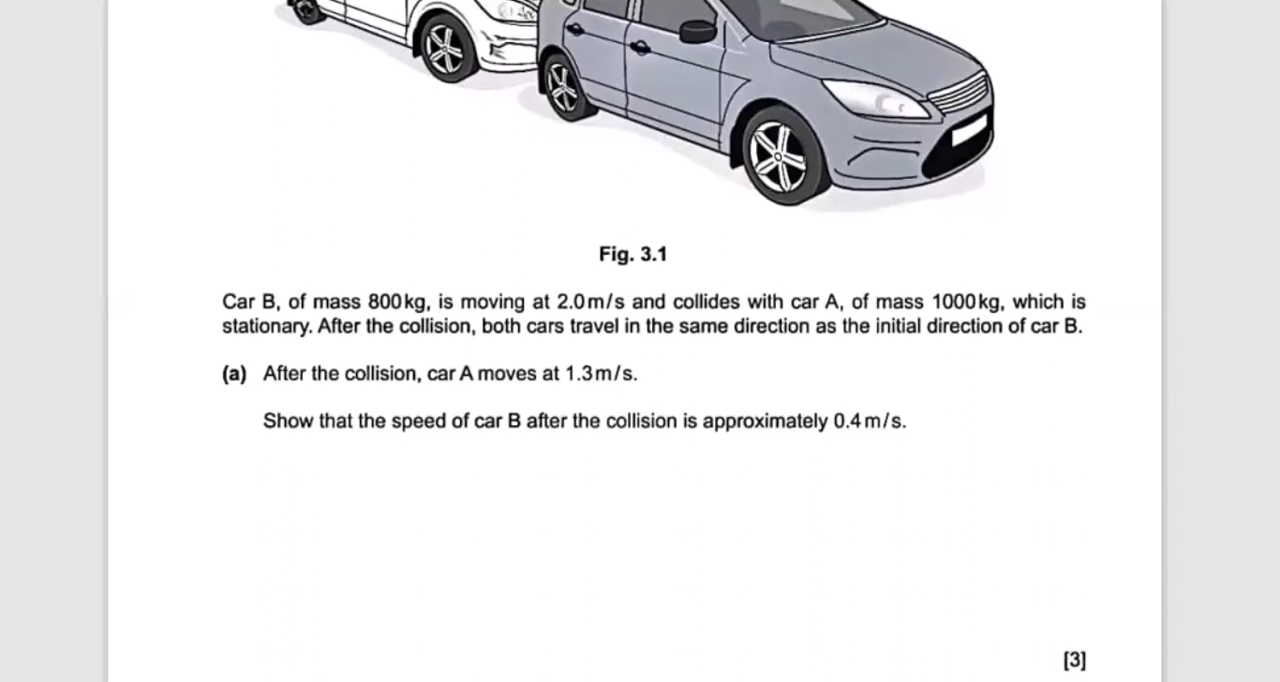 Fig. 3.1
Car B, of mass 800 kg, is moving at 2.0 m/s and collides with car A, of mass 1000 kg, which is
stationary. After the collision, both cars travel in the same direction as the initial direction of car B.
(a) After the collision, car A moves at 1.3 m/s.
Show that the speed of car B after the collision is approximately 0.4 m/s.
[3]